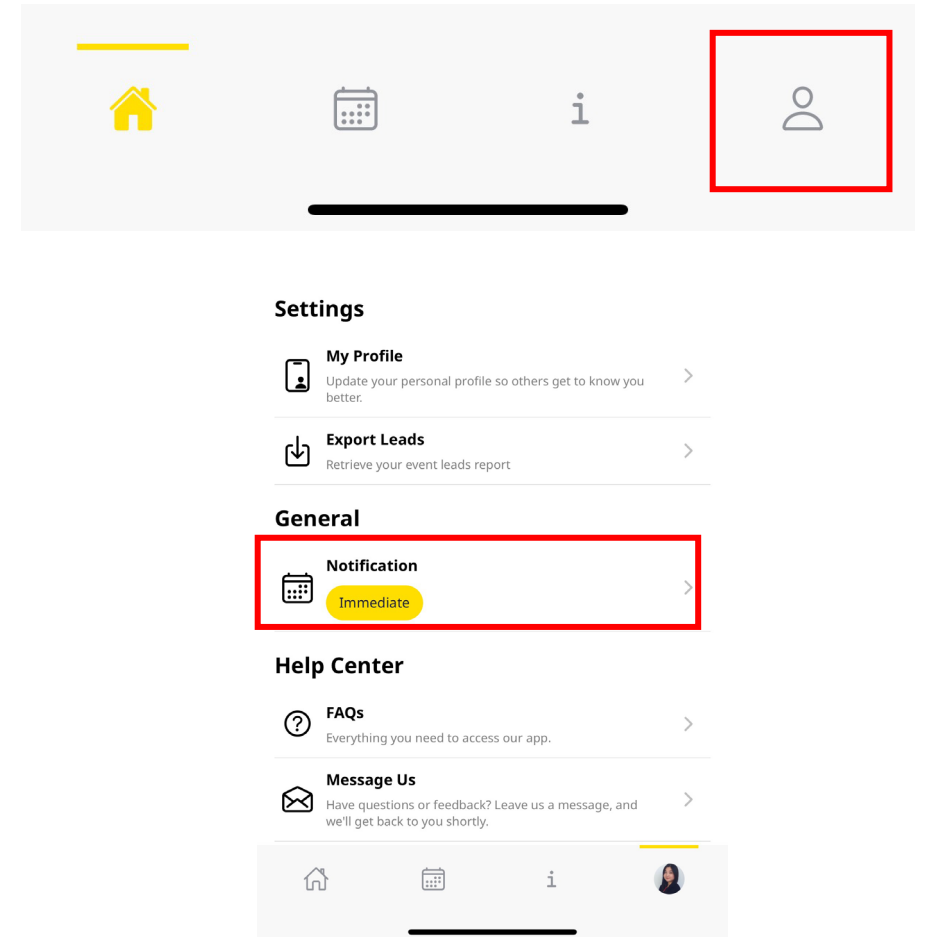 Settings
My Profile
Update your personal profile so others get to know you
better.
Export Leads
Retrieve your event leads report
General
Notification
Immediate
Help Center
FAQs
Everything you need to access our app.
Message Us
Have questions or feedback? Leave us a message, and
we'll get back to you shortly.